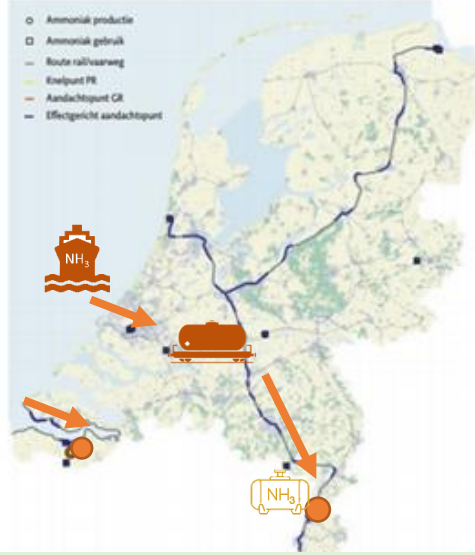 Ammoniak productie
Ammoniak gebruik
Route rail/vaarweg
Knelpunt PR
Aandachtspunt GR
Effectgericht aandachtspunt
NH3
NH3